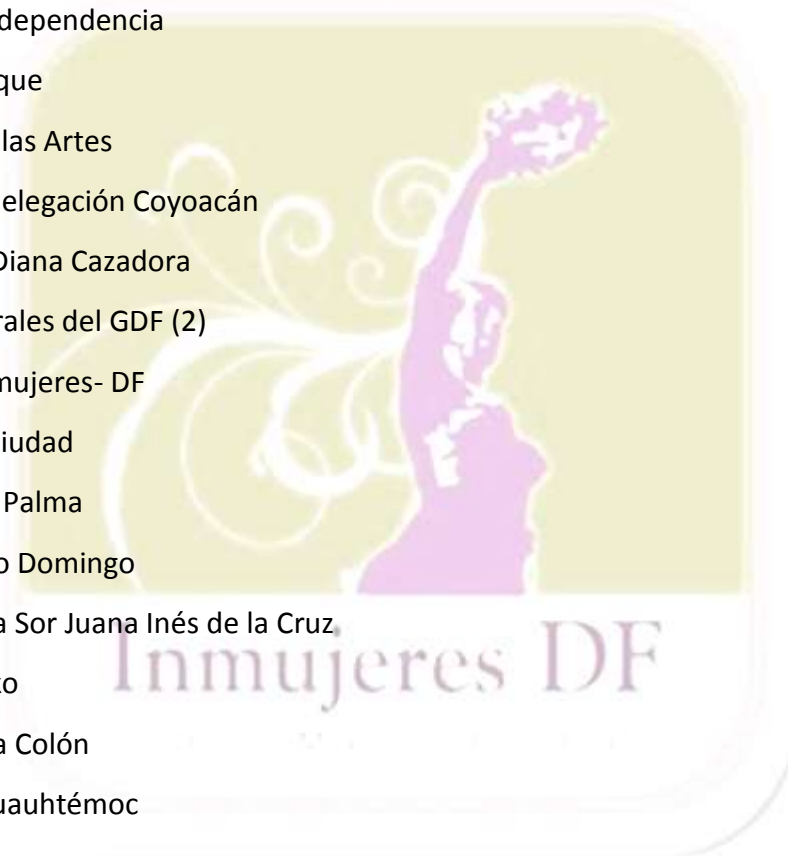 dependencia
que
las Artes
elegación Coyoacán
Diana Cazadora
rales del GDF (2)
mujeres- DF
iudad
Palma
o Domingo
a Sor Juana Inés de la Cruz
Inmujeres DF
co
a Colón
uauhtémoc